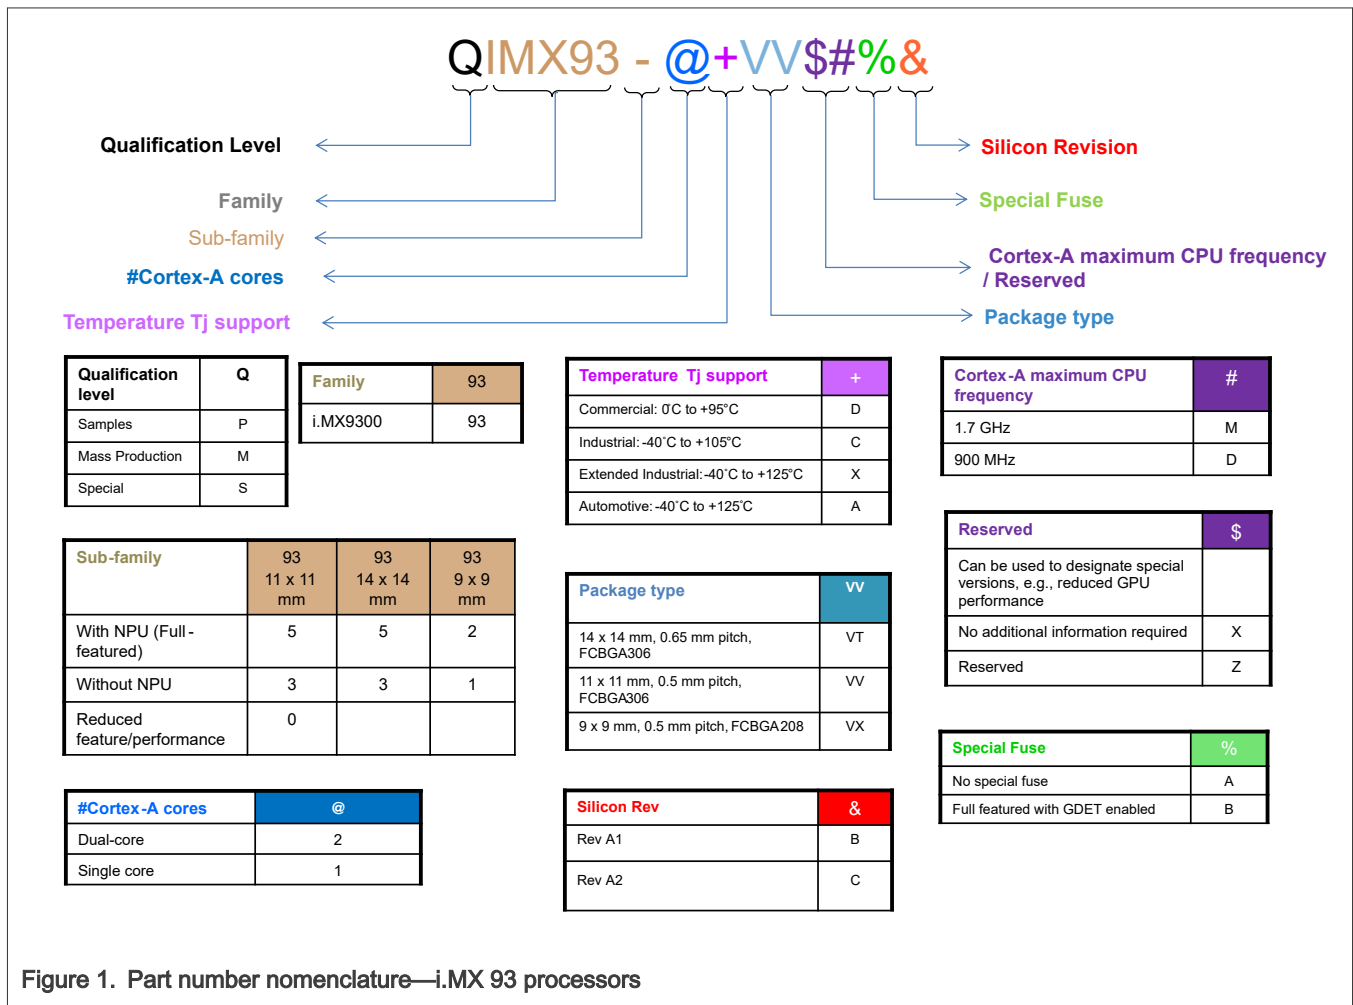 QIMX93 - @+VV$#%&
Qualification Level
Silicon Revision
Family
Special Fuse
Sub-family
#Cortex-A cores
Cortex-A maximum CPU frequency
/ Reserved
Temperature Tj support
Package type
Qualification level Q
Samples P
Mass Production M
Special S
Family 93
i.MX9300 93
Temperature Tj support +
Commercial: 0°C to +95°C D
Industrial: -40°C to +105°C C
Extended Industrial: -40°C to +125°C X
Automotive: -40°C to +125°C A
Cortex-A maximum CPU frequency #
1.7 GHz M
900 MHz D
Sub-family 93 11 x 11 mm 93 14 x 14 mm 93 9 x 9 mm
With NPU (Full-featured) 5 5 2
Without NPU 3 3 1
Reduced feature/performance 0
Package type VV
14 x 14 mm, 0.65 mm pitch, FCBGA306 VT
11 x 11 mm, 0.5 mm pitch, FCBGA306 VV
9 x 9 mm, 0.5 mm pitch, FCBGA208 VX
Reserved $
Can be used to designate special versions, e.g., reduced GPU performance
No additional information required X
Reserved Z
#Cortex-A cores @
Dual-core 2
Single core 1
Silicon Rev &
Rev A1 B
Rev A2 C
Special Fuse %
No special fuse A
Full featured with GDET enabled B
Figure 1. Part number nomenclature—i.MX 93 processors